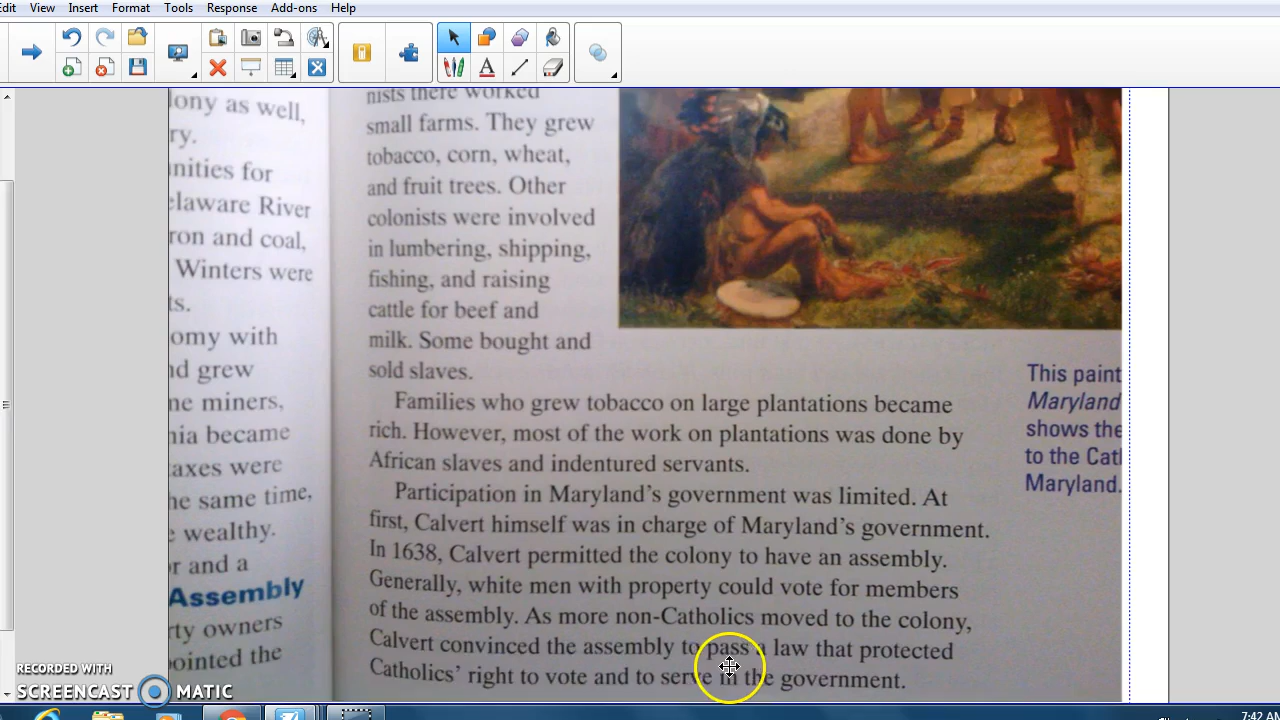 Edit View Insert Format Tools Response Add-ons Help
lony as well,
ry.
nities for
elaware River
ron and coal,
Winters were
ts.
omy with
nd grew
ne miners,
nia became
axes were
he same time,
e wealthy.
r and a
Assembly
rty owners
pointed the
nists there worked
small farms. They grew
tobacco, corn, wheat,
and fruit trees. Other
colonists were involved
in lumbering, shipping,
fishing, and raising
cattle for beef and
milk. Some bought and
sold slaves.
Families who grew tobacco on large plantations became
rich. However, most of the work on plantations was done by
African slaves and indentured servants.
Participation in Maryland's government was limited. At
first, Calvert himself was in charge of Maryland's government.
In 1638, Calvert permitted the colony to have an assembly.
Generally, white men with property could vote for members
of the assembly. As more non-Catholics moved to the colony,
Calvert convinced the assembly to pass a law that protected
Catholics' right to vote and to serve in the government.
This paint
Maryland
shows the
to the Cat
Maryland.
RECORDED WITH
SCREENCAST MATIC
7:42 AM